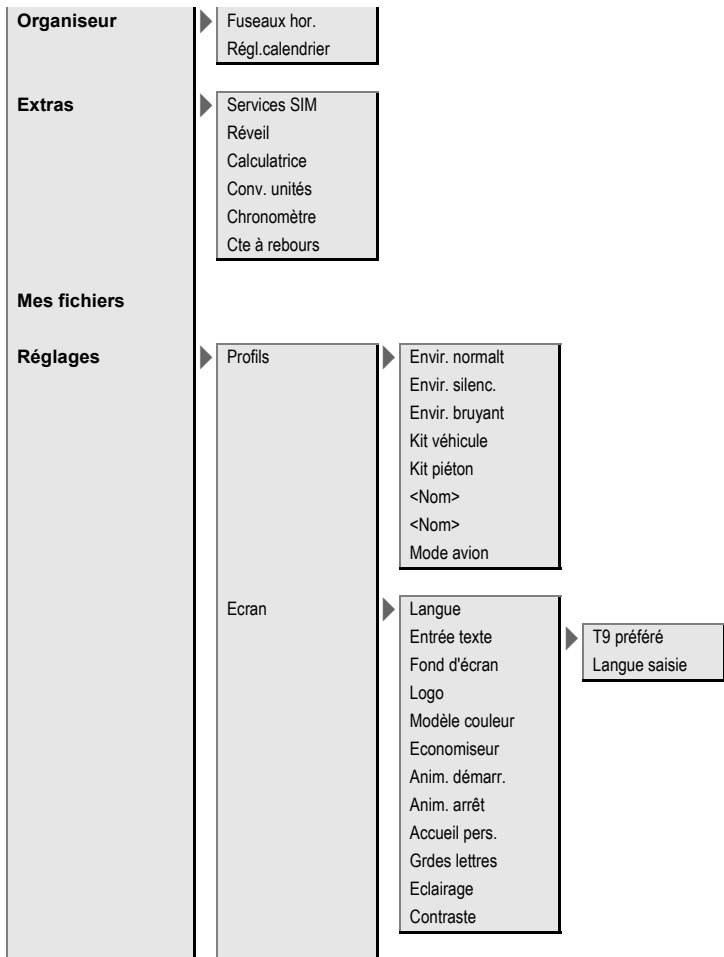 Organiseur
Fuseaux hor.
Régl.calendrier
Extras
Services SIM
Réveil
Calculatrice
Conv. unités
Chronomètre
Cte à rebours
Mes fichiers
Réglages
Profils
Envir. normalt
Envir. silenc.
Envir. bruyant
Kit véhicule
Kit piéton
<Nom>
<Nom>
Mode avion
Ecran
Langue
Entrée texte
T9 préféré
Langue saisie
Fond d'écran
Logo
Modèle couleur
Economiseur
Anim. démarr.
Anim. arrêt
Accueil pers.
Grdes lettres
Eclairage
Contraste